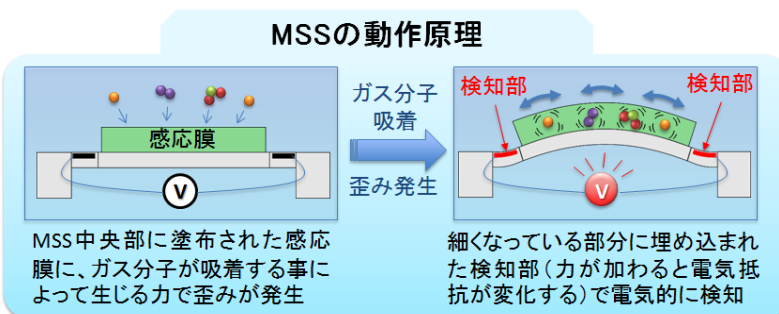 MSSの動作原理
感応膜
V
ガス分子
吸着
歪み発生
検知部
検知部
V
MSS中央部に塗布された感応
膜に、ガス分子が吸着する事に
よって生じる力で歪みが発生
細くなっている部分に埋め込まれ
た検知部(力が加わると電気抵
抗が変化する)で電気的に検知